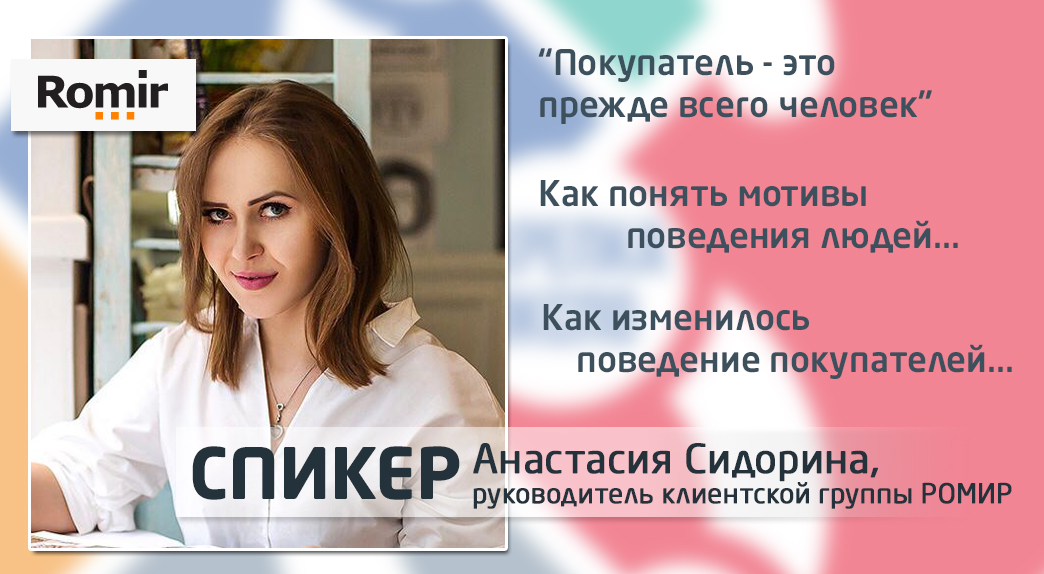 Romir
“Покупатель - это
прежде всего человек”
Как понять мотивы
поведения людей...
Как изменилось
поведение покупателей...
СПИКЕР
Анастасия Сидорина,
руководитель клиентской группы РОМИР